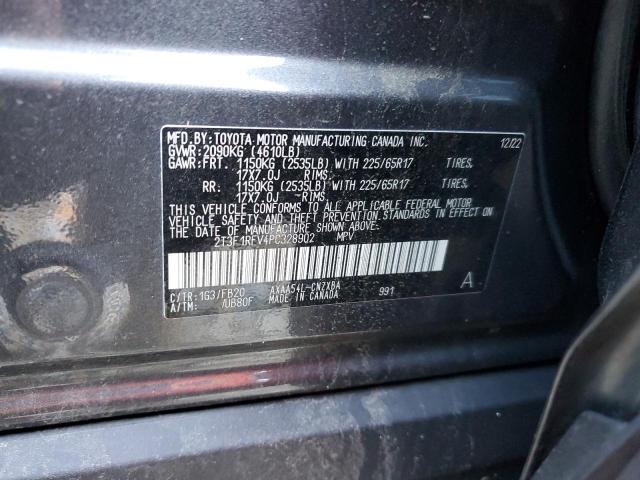 MFD. BY: TOYOTA MOTOR MANUFACTURING CANADA INC. 12/22
GVWR: 2090KG (4610LB)
GAWR: FRT. 1150KG (2535LB) WITH 225/65R17 TIRES,
17X7.0J -RIMS,
RR: 1150KG (2535LB) WITH 225/65R17 TIRES,
17X7.0J -RIMS.
THIS VEHICLE CONFORMS TO ALL APPLICABLE FEDERAL MOTOR
VEHICLE SAFETY AND THEFT PREVENTION STANDARDS IN EFFECT ON
THE DATE OF MANUFACTURE SHOWN ABOVE.
2T3F1RFV4PC328902 MPV
C/TR: 1G3/FB20 AXAA54L-CNZXBA 991 A
A/TM: /UB80F MADE IN CANADA